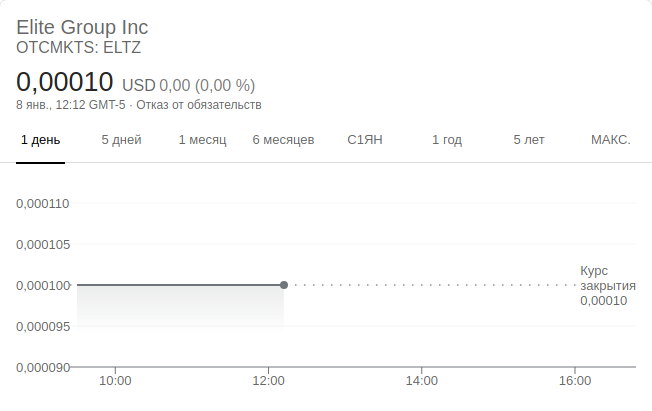 Elite Group Inc
OTCMKTS: ELTZ
0,00010 USD 0,00 (0,00 %)
8 янв., 12:12 GMT-5 · Отказ от обязательств
1 день 5 дней 1 месяц 6 месяцев С1ЯН 1 год 5 лет МАКС.
0,000110
0,000105
0,000100
0,000095
0,000090
Курс
закрытия
0,00010
10:00 12:00 14:00 16:00